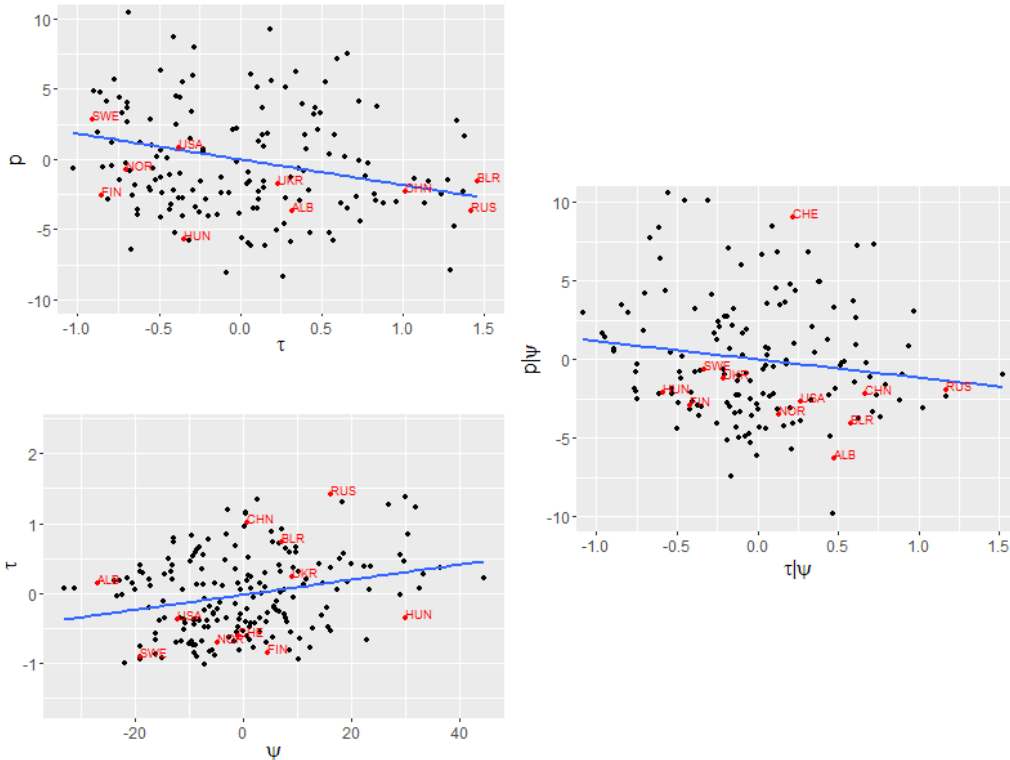 10
5
0
-5
-10
p
SWE
USA
NOR
FIN
UKR
ALB
HUN
CHN
BLR
RUS
-1.0 -0.5 0.0 0.5 1.0 1.5
τ
10
5
0
-5
-10
p|ψ
CHE
SWE
UKR
HUN
FIN
USA
NOR
CHN
RUS
BLR
ALB
-1.0 -0.5 0.0 0.5 1.0 1.5
τ|ψ
2
1
0
-1
τ
RUS
CHN
BLR
UKR
ALB
USA
HUN
NOR
CHE
SWE
FIN
-20 0 20 40
ψ